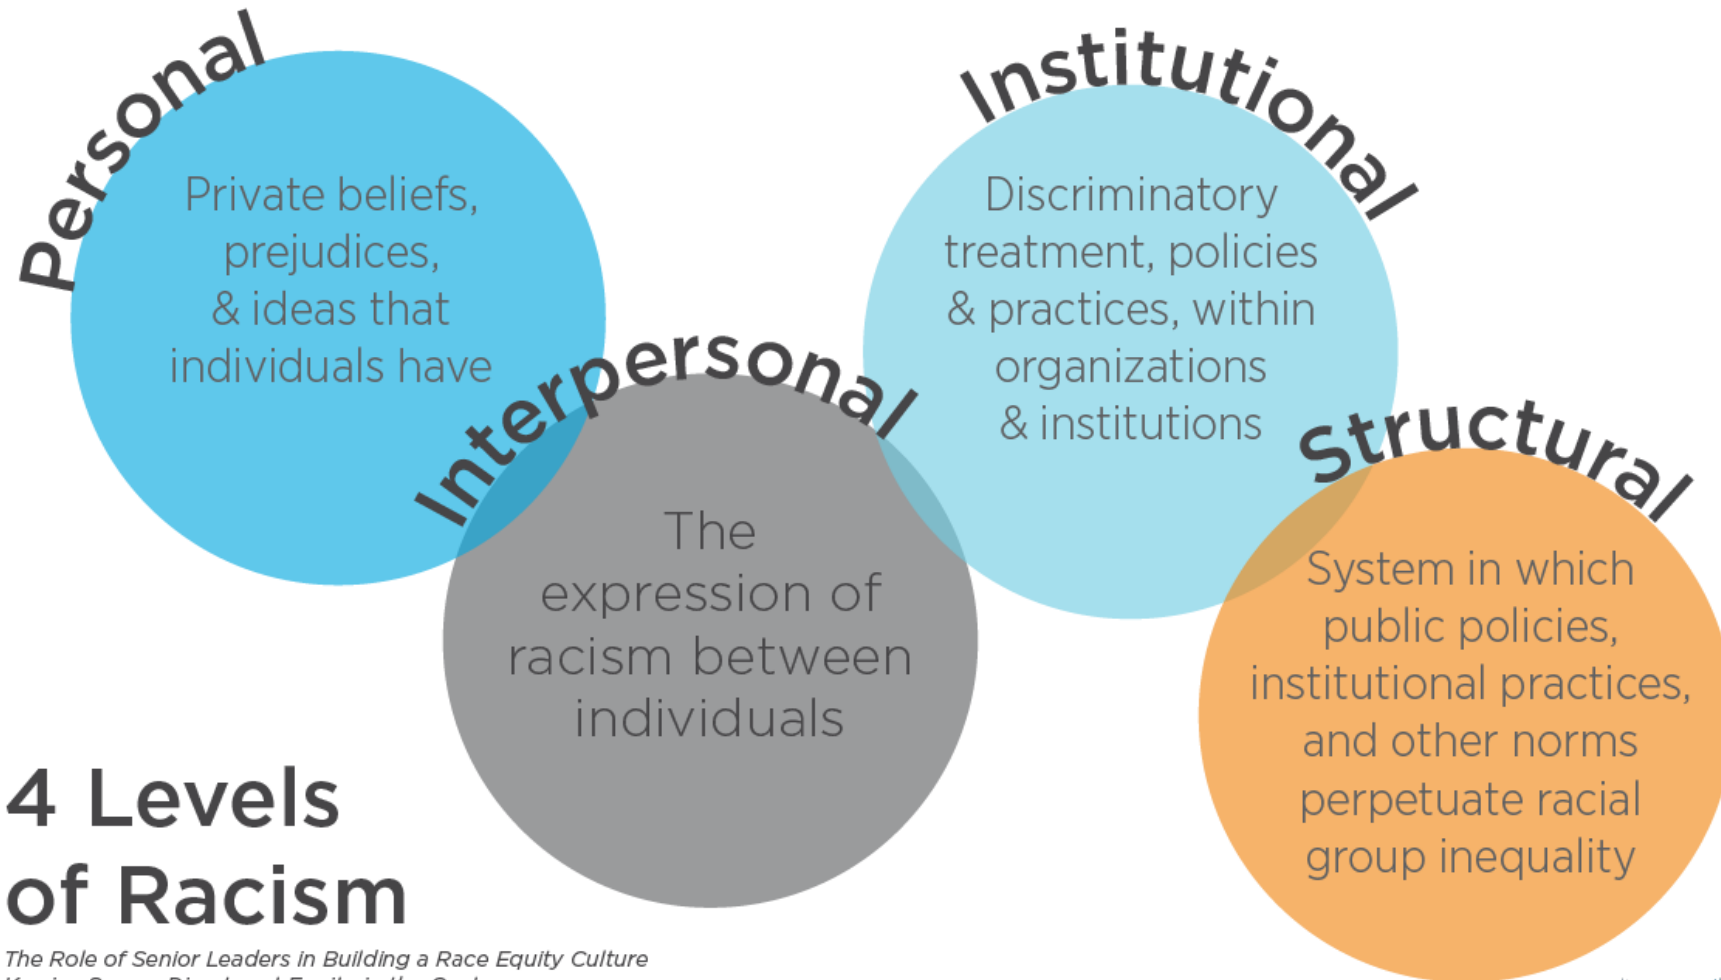 Personal
Private beliefs,
prejudices,
& ideas that
individuals have
Interpersonal
The
expression of
racism between
individuals
Institutional
Discriminatory
treatment, policies
& practices, within
organizations
& institutions
Structural
System in which
public policies,
institutional practices,
and other norms
perpetuate racial
group inequality
4 Levels
of Racism
The Role of Senior Leaders in Building a Race Equity Culture